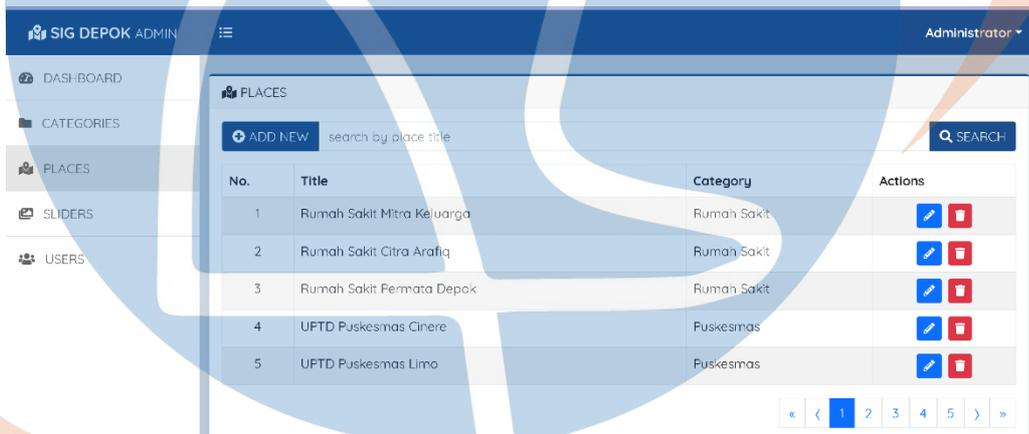 SIG DEPOK ADMIN
Administrator
DASHBOARD
CATEGORIES
PLACES
SLIDERS
USERS
PLACES
ADD NEW search by place title SEARCH
No. Title Category Actions
1 Rumah Sakit Mitra Keluarga Rumah Sakit
2 Rumah Sakit Citra Arafiq Rumah Sakit
3 Rumah Sakit Permata Depok Rumah Sakit
4 UPTD Puskesmas Cinere Puskesmas
5 UPTD Puskesmas Limo Puskesmas
« ⟨ 1 2 3 4 5 ⟩ »